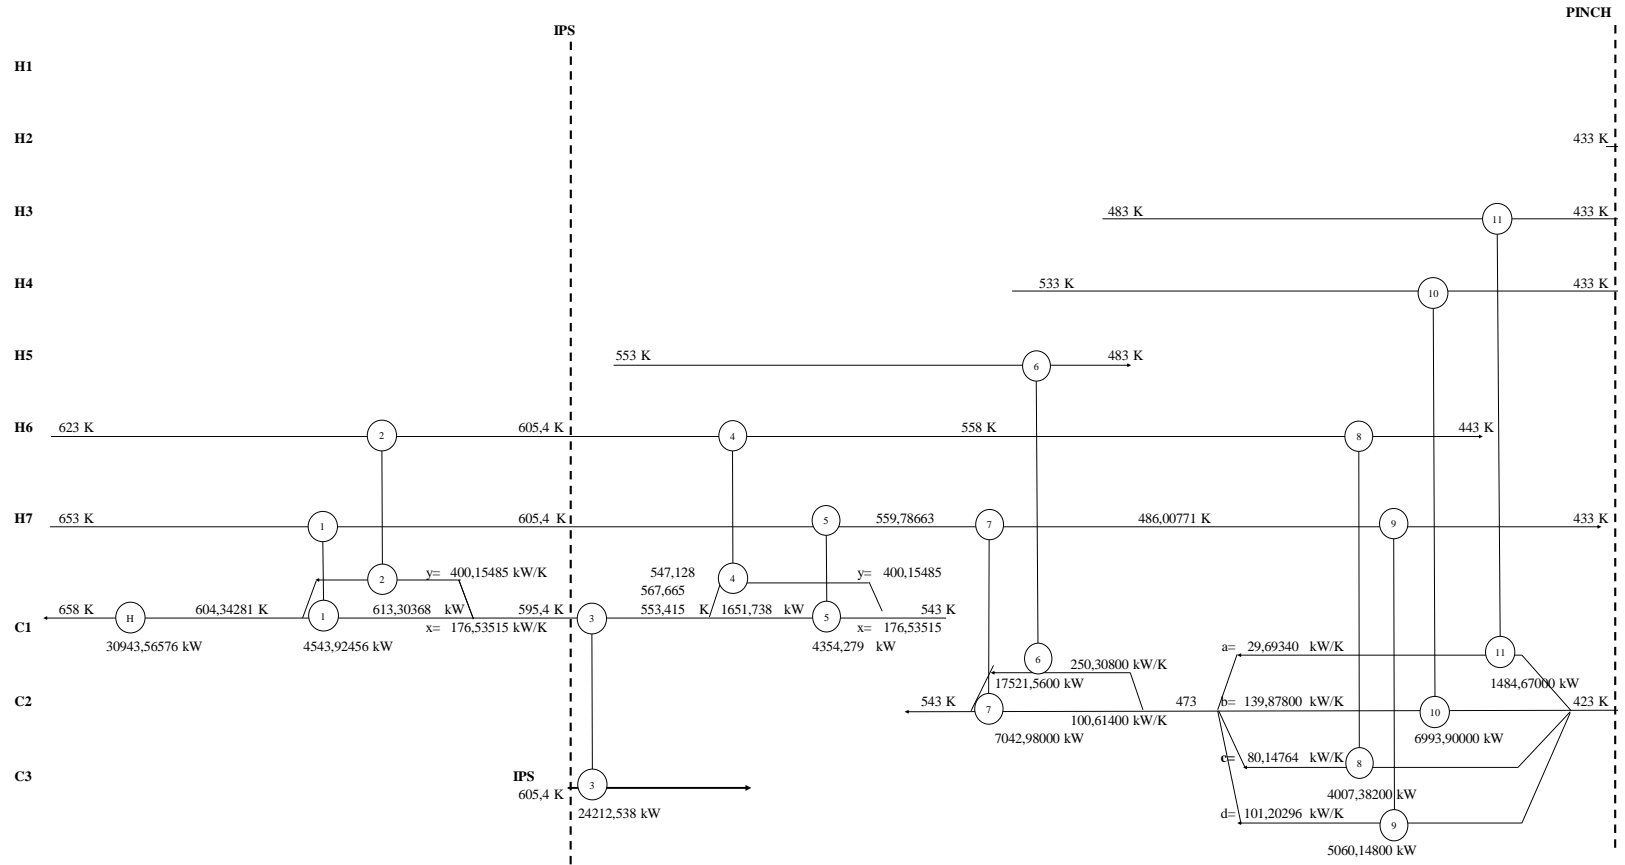 PINCH
IPS
H1
H2
433 K
H3
483 K
11
433 K
H4
533 K
10
433 K
H5
553 K
6
483 K
H6
623 K
2
605,4 K
4
558 K
8
443 K
H7
653 K
1
605,4 K
5
559,78663
7
486,00771 K
9
433 K
2
y= 400,15485 kW/K
547,128
567,665
4
y= 400,15485
658 K
H
604,34281 K
1
613,30368 kW
595,4 K
3
553,415 K
1651,738 kW
5
543 K
C1
x= 176,53515 kW/K
x= 176,53515
30943,56576 kW
4543,92456 kW
4354,279 kW
6
250,30800 kW/K
a= 29,69340 kW/K
11
17521,5600 kW
1484,67000 kW
C2
543 K
7
473
b= 139,87800 kW/K
10
423 K
100,61400 kW/K
7042,98000 kW
6993,90000 kW
c= 80,14764 kW/K
8
C3
IPS
605,4 K
3
4007,38200 kW
24212,538 kW
d= 101,20296 kW/K
9
5060,14800 kW